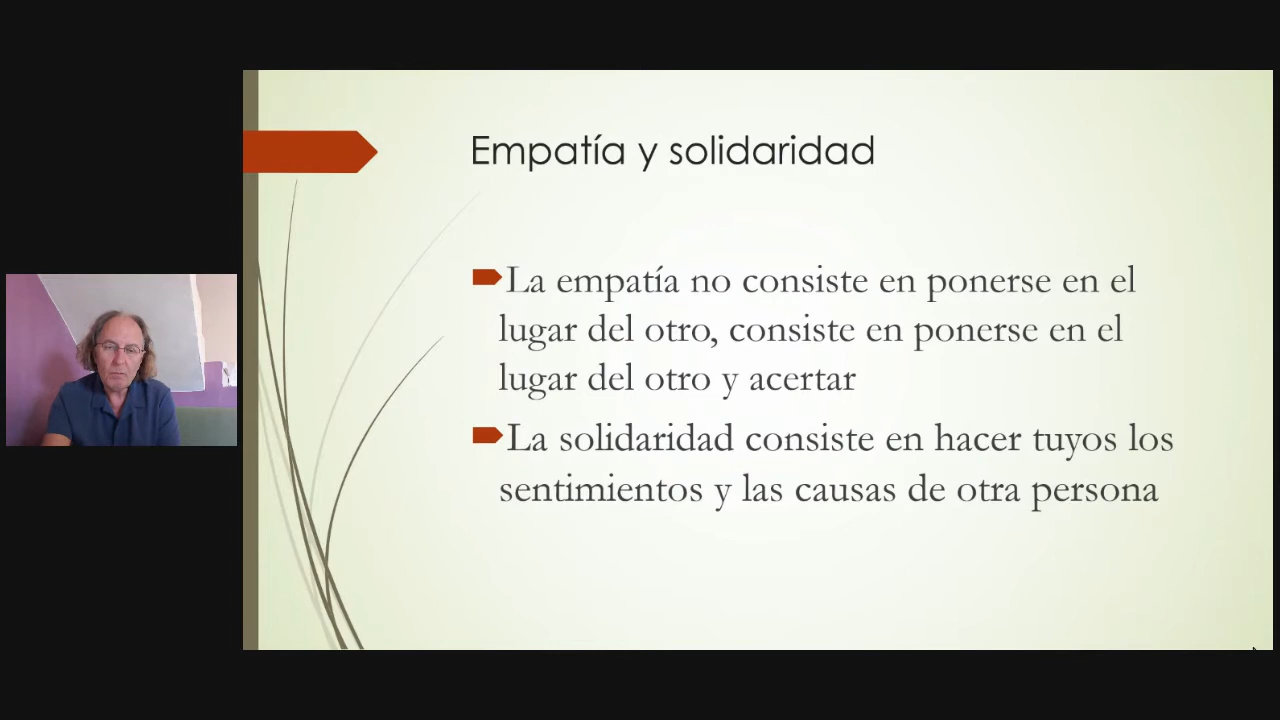 Empatía y solidaridad
La empatía no consiste en ponerse en el
lugar del otro, consiste en ponerse en el
lugar del otro y acertar
La solidaridad consiste en hacer tuyos los
sentimientos y las causas de otra persona